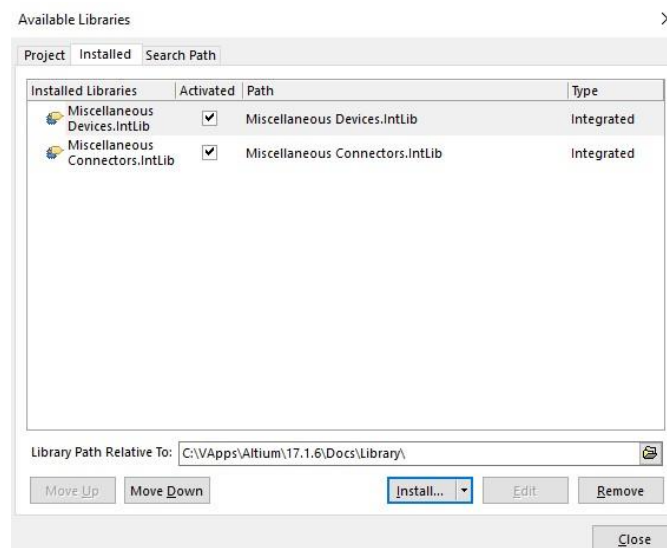 Available Libraries
Project Installed Search Path
Installed Libraries Activated Path Type
Miscellaneous
Devices.IntLib Miscellaneous Devices.IntLib Integrated
Miscellaneous
Connectors.IntLib Miscellaneous Connectors.IntLib Integrated
Library Path Relative To: C:\VApps\Altium\17.1.6\Docs\Library\
Move Up Move Down Install... Edit Remove
Close